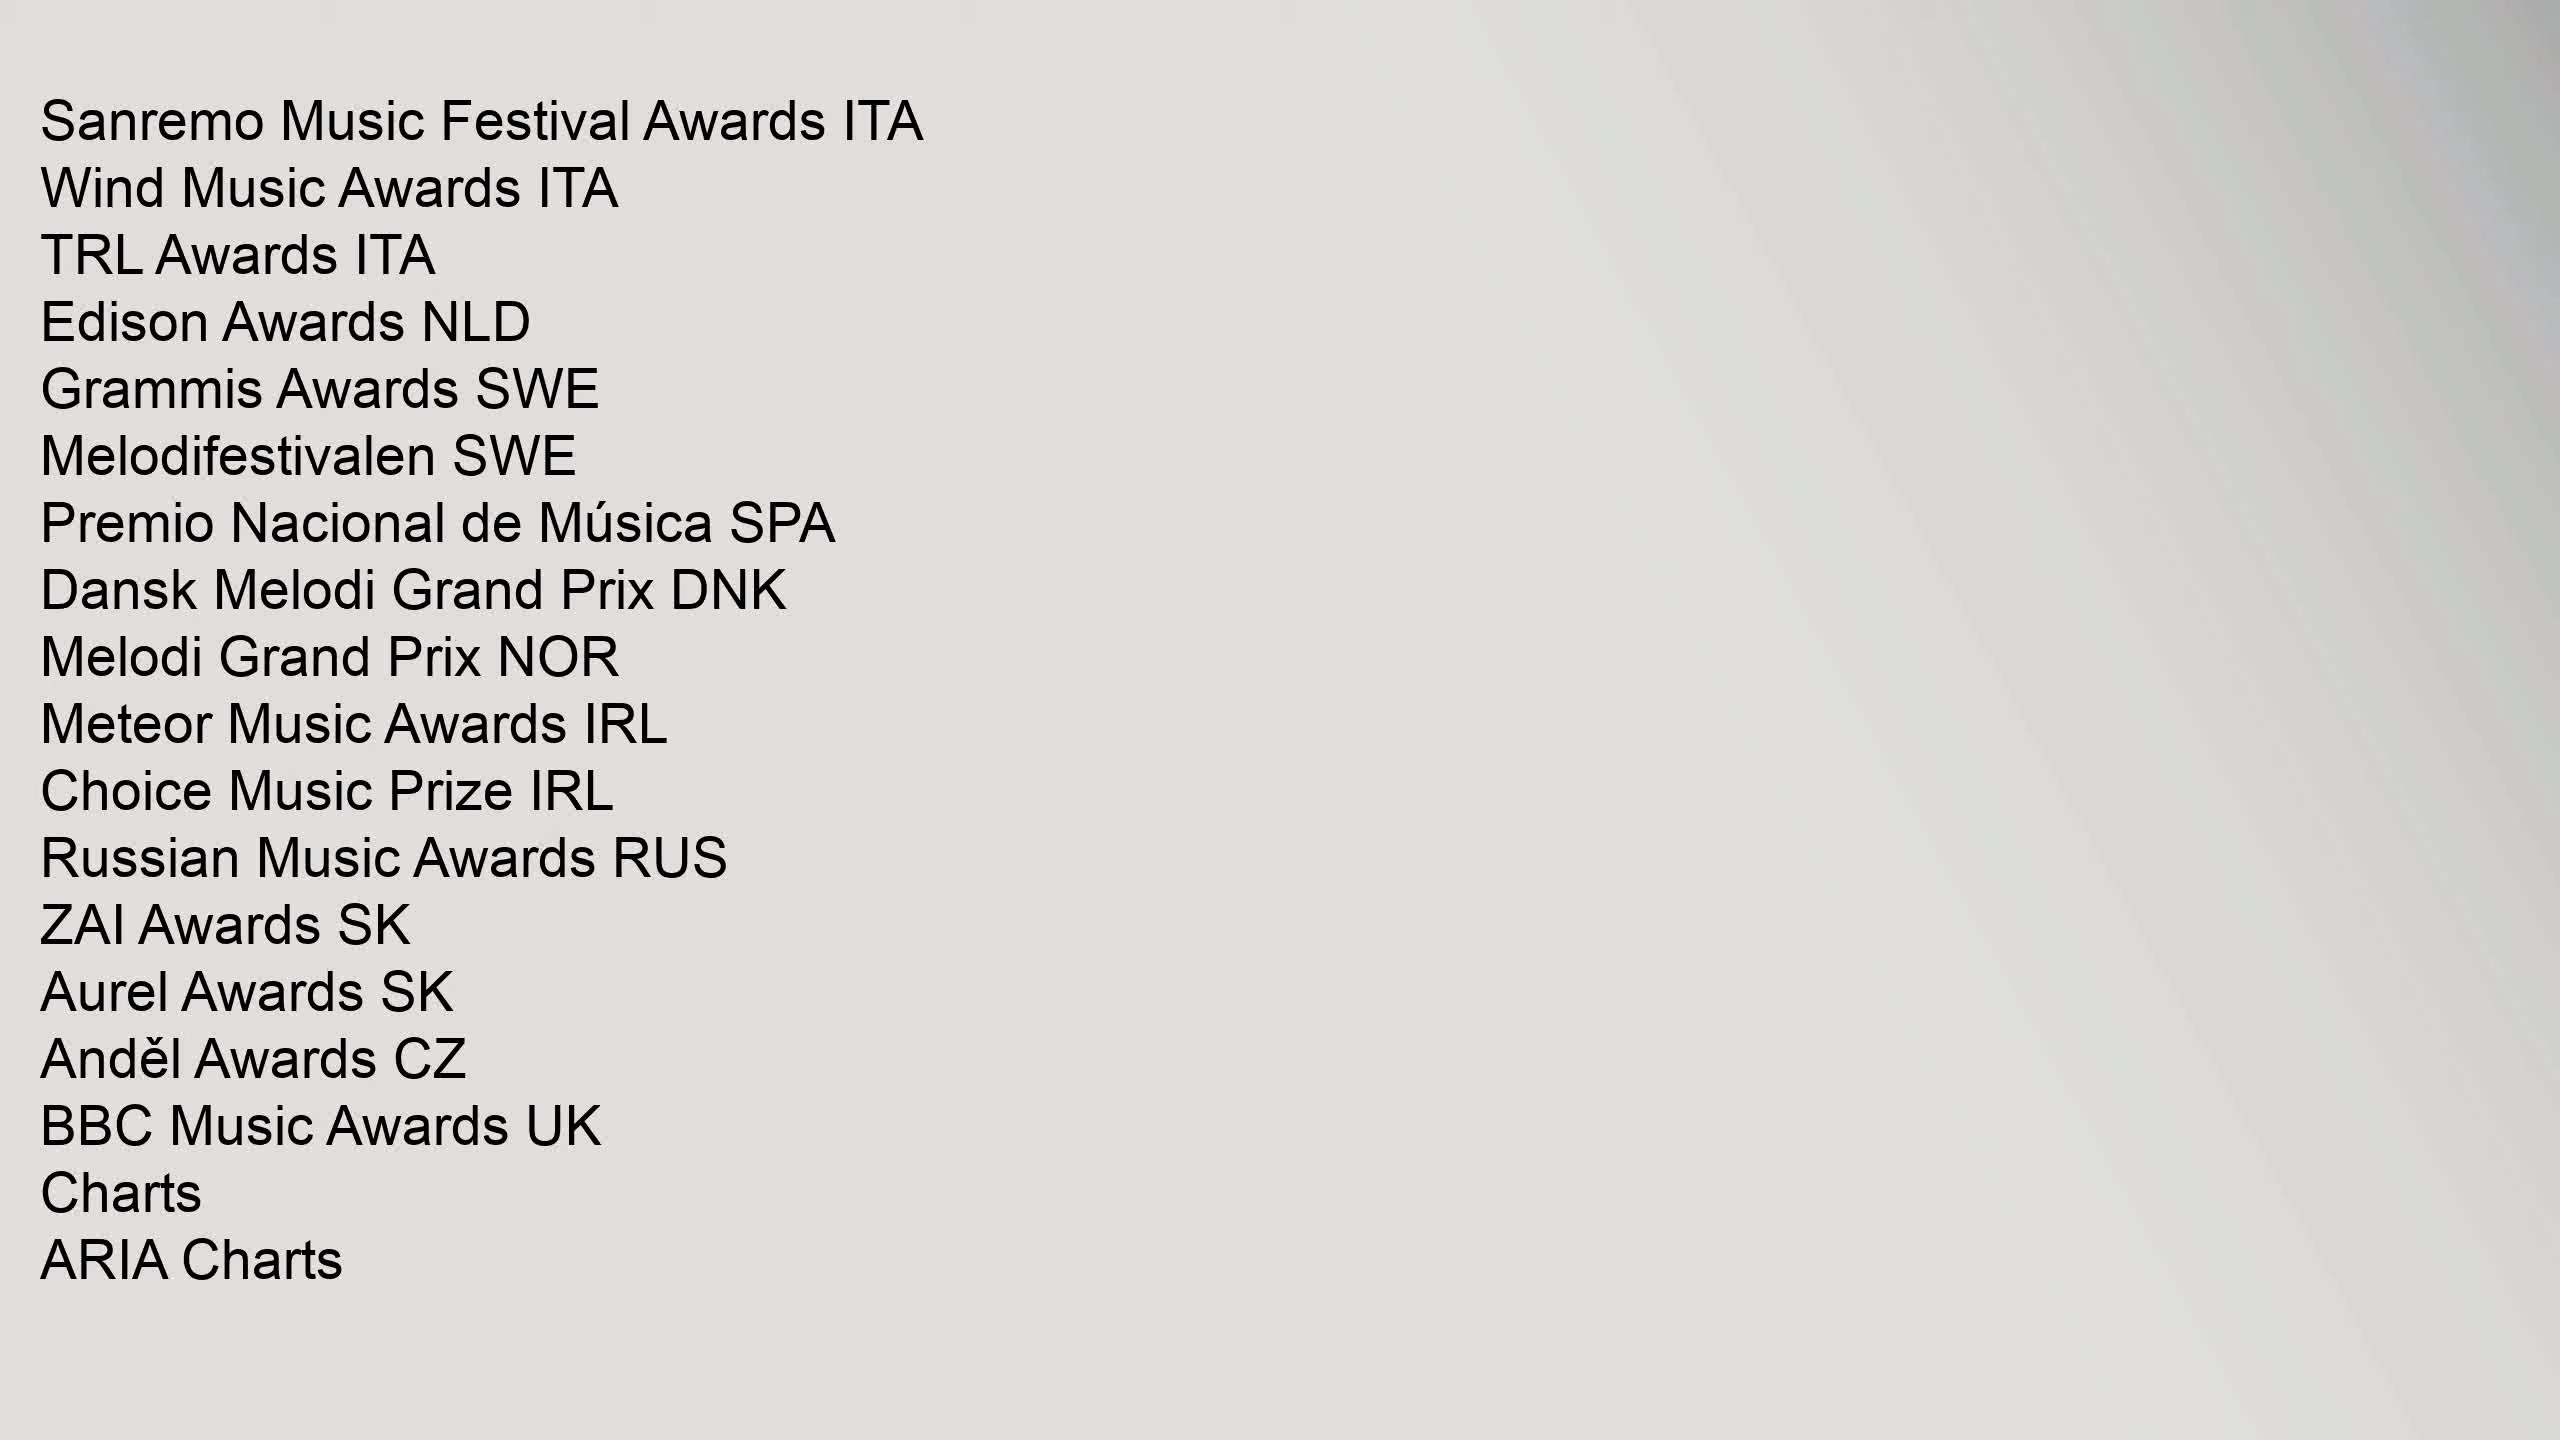 Sanremo Music Festival Awards ITA
Wind Music Awards ITA
TRL Awards ITA
Edison Awards NLD
Grammis Awards SWE
Melodifestivalen SWE
Premio Nacional de Música SPA
Dansk Melodi Grand Prix DNK
Melodi Grand Prix NOR
Meteor Music Awards IRL
Choice Music Prize IRL
Russian Music Awards RUS
ZAI Awards SK
Aurel Awards SK
Anděl Awards CZ
BBC Music Awards UK
Charts
ARIA Charts